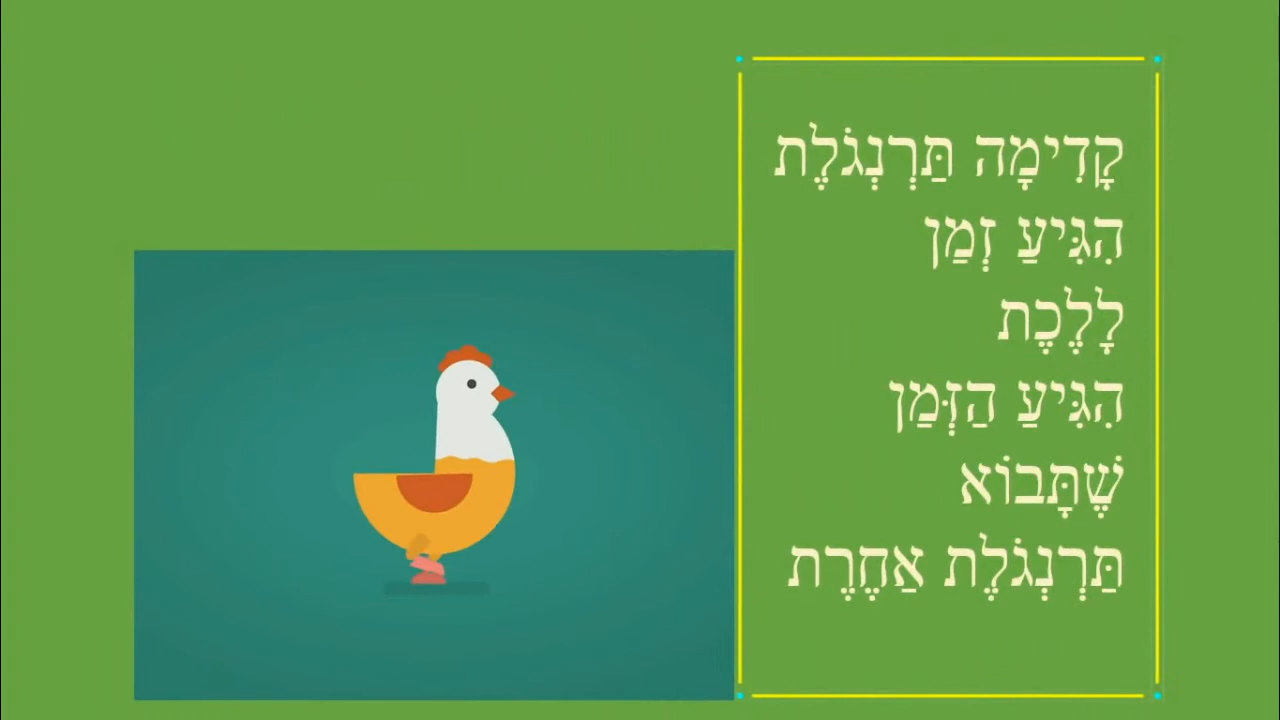 קָדִימָה תַּרְנְגֹלֶת
הִגִּיעַ זְמַן
לָלֶכֶת
הִגִּיעַ הַזְּמַן
שֶׁתָּבוֹא
תַּרְנְגֹלֶת אַחֶרֶת